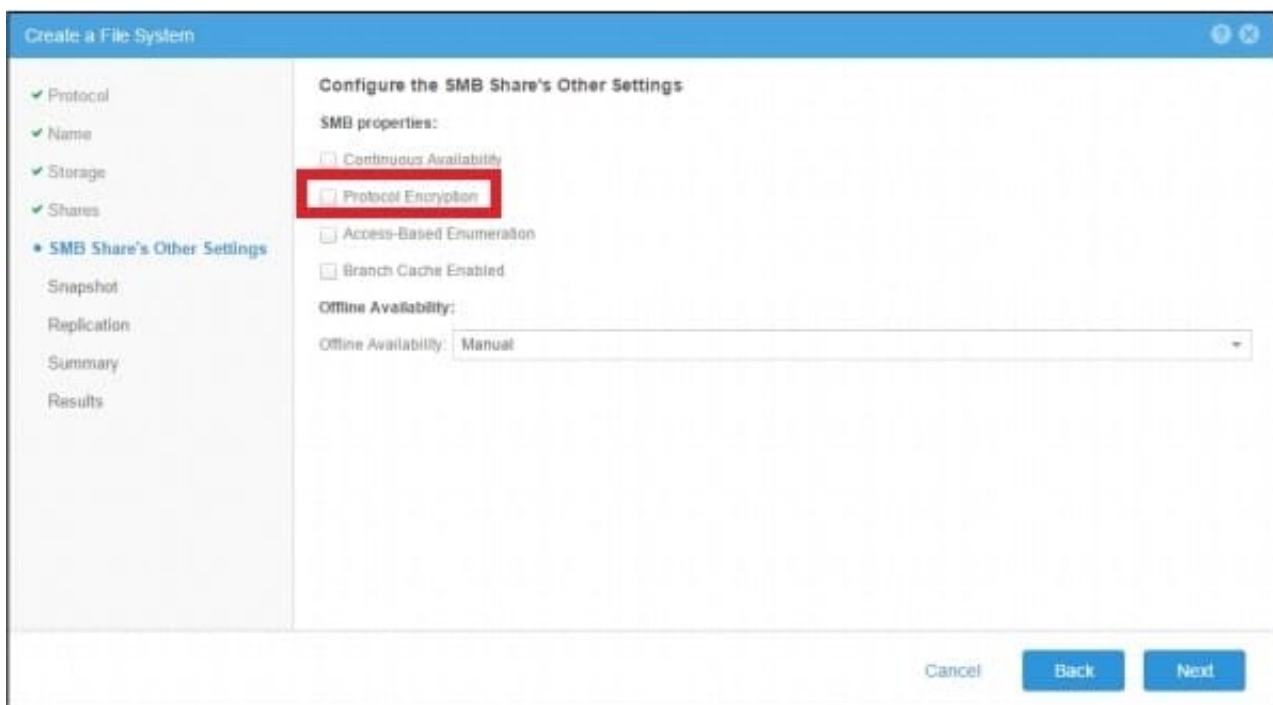 Create a File System
Protocol
Name
Storage
Shares
SMB Share's Other Settings
Snapshot
Replication
Summary
Results
Configure the SMB Share's Other Settings
SMB properties:
Continuous Availability
Protocol Encryption
Access-Based Enumeration
Branch Cache Enabled
Offline Availability:
Offline Availability: Manual
Cancel Back Next